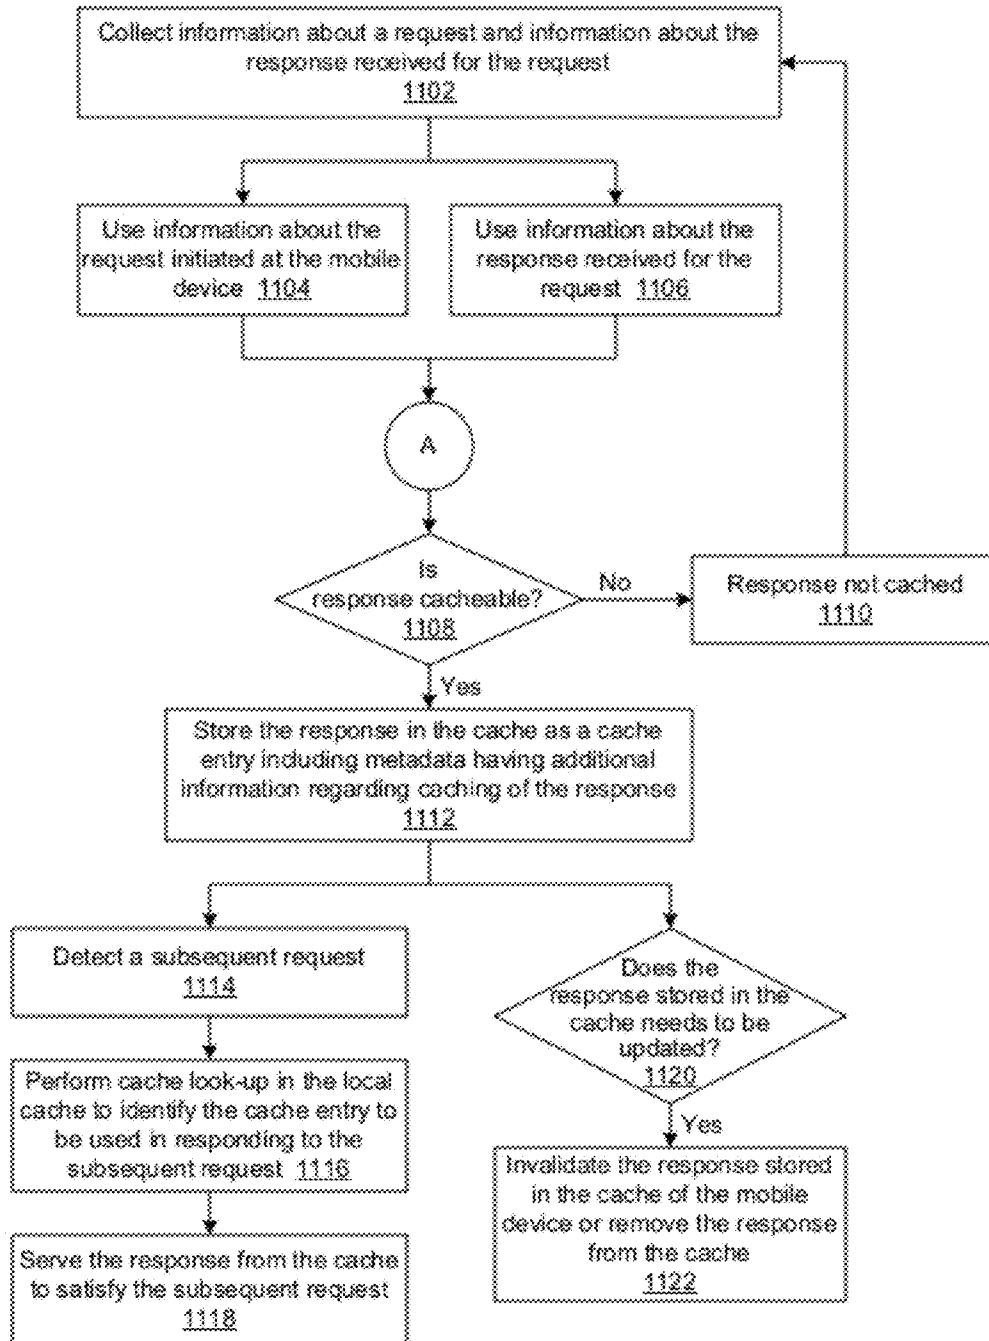 Collect information about a request and information about the
response received for the request
1102
Use information about the
request initiated at the mobile
device 1104
Use information about the
response received for the
request 1106
A
Is
response cacheable?
1108
No
Response not cached
1110
Yes
Store the response in the cache as a cache
entry including metadata having additional
information regarding caching of the response
1112
Detect a subsequent request
1114
Does the
response stored in the
cache needs to be
updated?
1120
Perform cache look-up in the local
cache to identify the cache entry to
be used in responding to the
subsequent request 1116
Yes
Invalidate the response stored
in the cache of the mobile
device or remove the response
from the cache
1122
Serve the response from the cache
to satisfy the subsequent request
1118